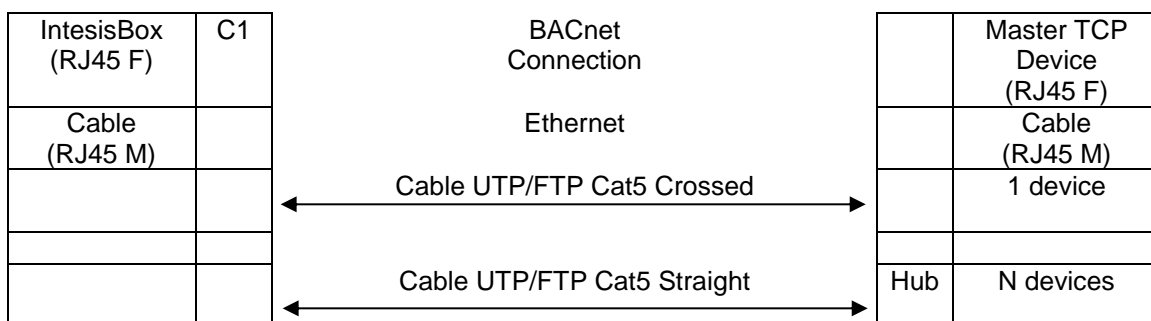 IntesisBox
(RJ45 F)
C1
BACnet
Connection
Master TCP
Device
(RJ45 F)
Cable
(RJ45 M)
Ethernet
Cable
(RJ45 M)
Cable UTP/FTP Cat5 Crossed
1 device
Cable UTP/FTP Cat5 Straight
Hub
N devices